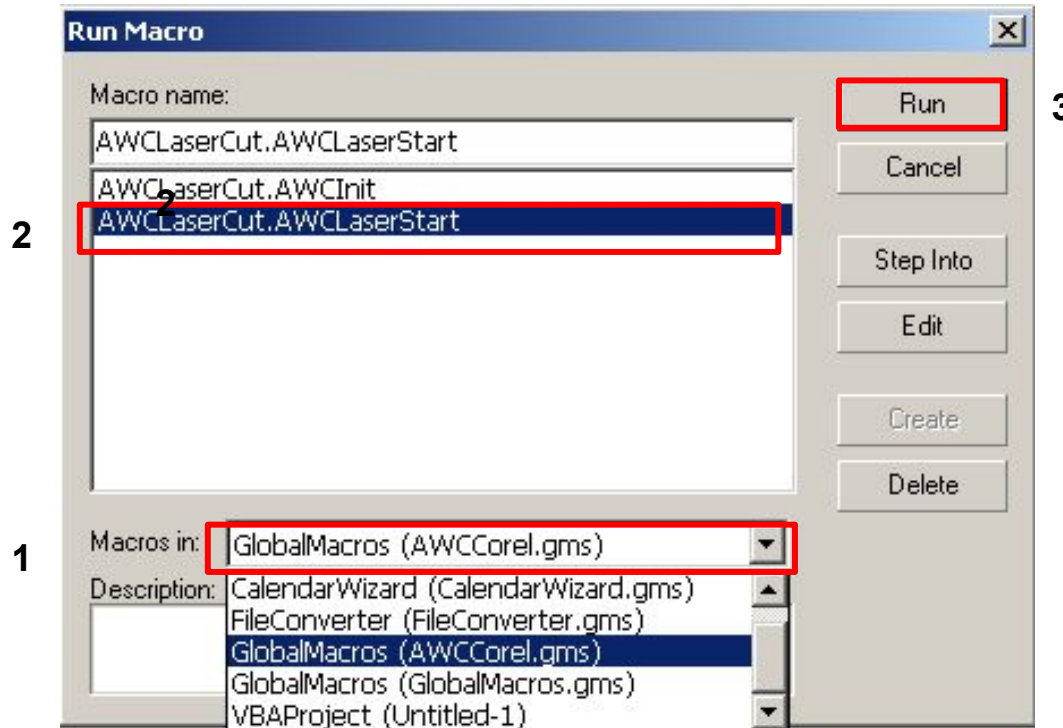 Run Macro
Macro name:
Run
3
AWCLaserCut.AWCLaserStart
Cancel
AWCLaserCut.AWCInit
2
AWCLaserCut.AWCLaserStart
2
Step Into
Edit
Create
Delete
1
Macros in:
GlobalMacros (AWCCorel.gms)
Description:
CalendarWizard (CalendarWizard.gms)
FileConverter (FileConverter.gms)
GlobalMacros (AWCCorel.gms)
GlobalMacros (GlobalMacros.gms)
VBAProject (Untitled-1)